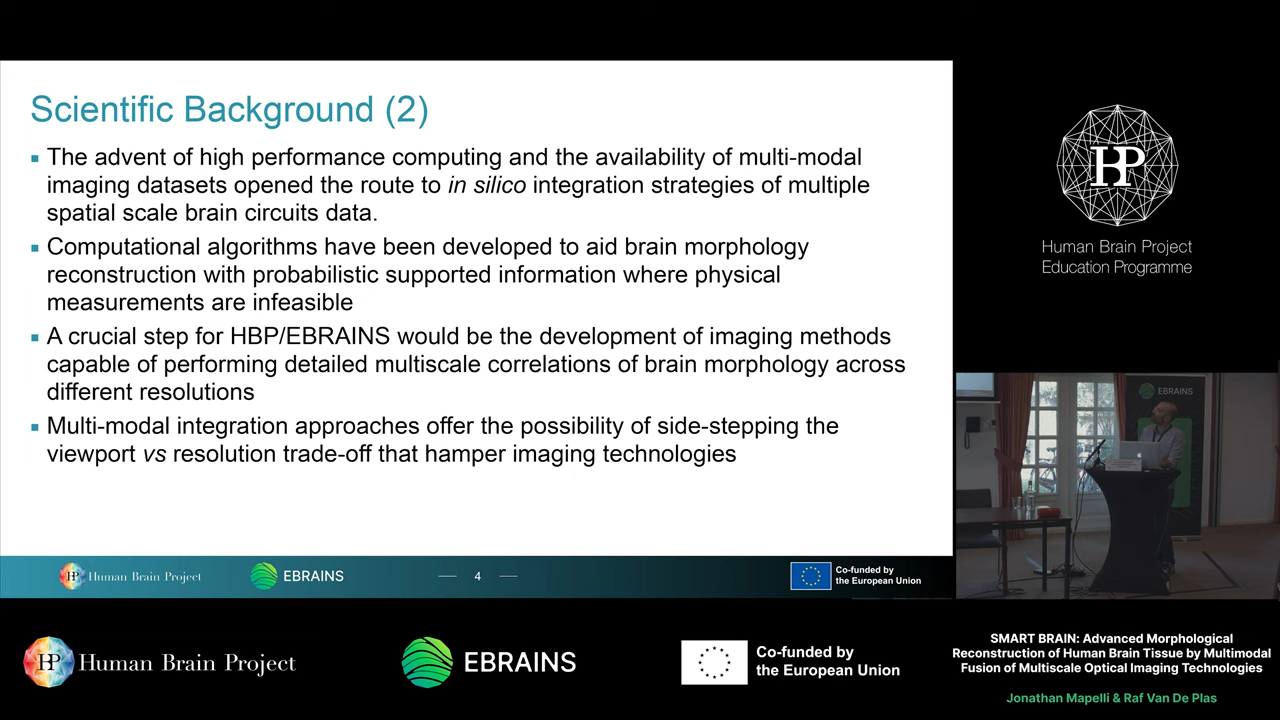 Scientific Background (2)
The advent of high performance computing and the availability of multi-modal
imaging datasets opened the route to in silico integration strategies of multiple
spatial scale brain circuits data.
Computational algorithms have been developed to aid brain morphology
reconstruction with probabilistic supported information where physical
measurements are infeasible
A crucial step for HBP/EBRAINS would be the development of imaging methods
capable of performing detailed multiscale correlations of brain morphology across
different resolutions
Multi-modal integration approaches offer the possibility of side-stepping the
viewport vs resolution trade-off that hamper imaging technologies
HBP
Human Brain Project
EBRAINS
4
Co-funded by
the European Union
HBP
Human Brain Project
Education Programme
EBRAINS
HBP
Human Brain Project
EBRAINS
Co-funded by
the European Union
SMART BRAIN: Advanced Morphological
Reconstruction of Human Brain Tissue by Multimodal
Fusion of Multiscale Optical Imaging Technologies
Jonathan Mapelli & Raf Van De Plas